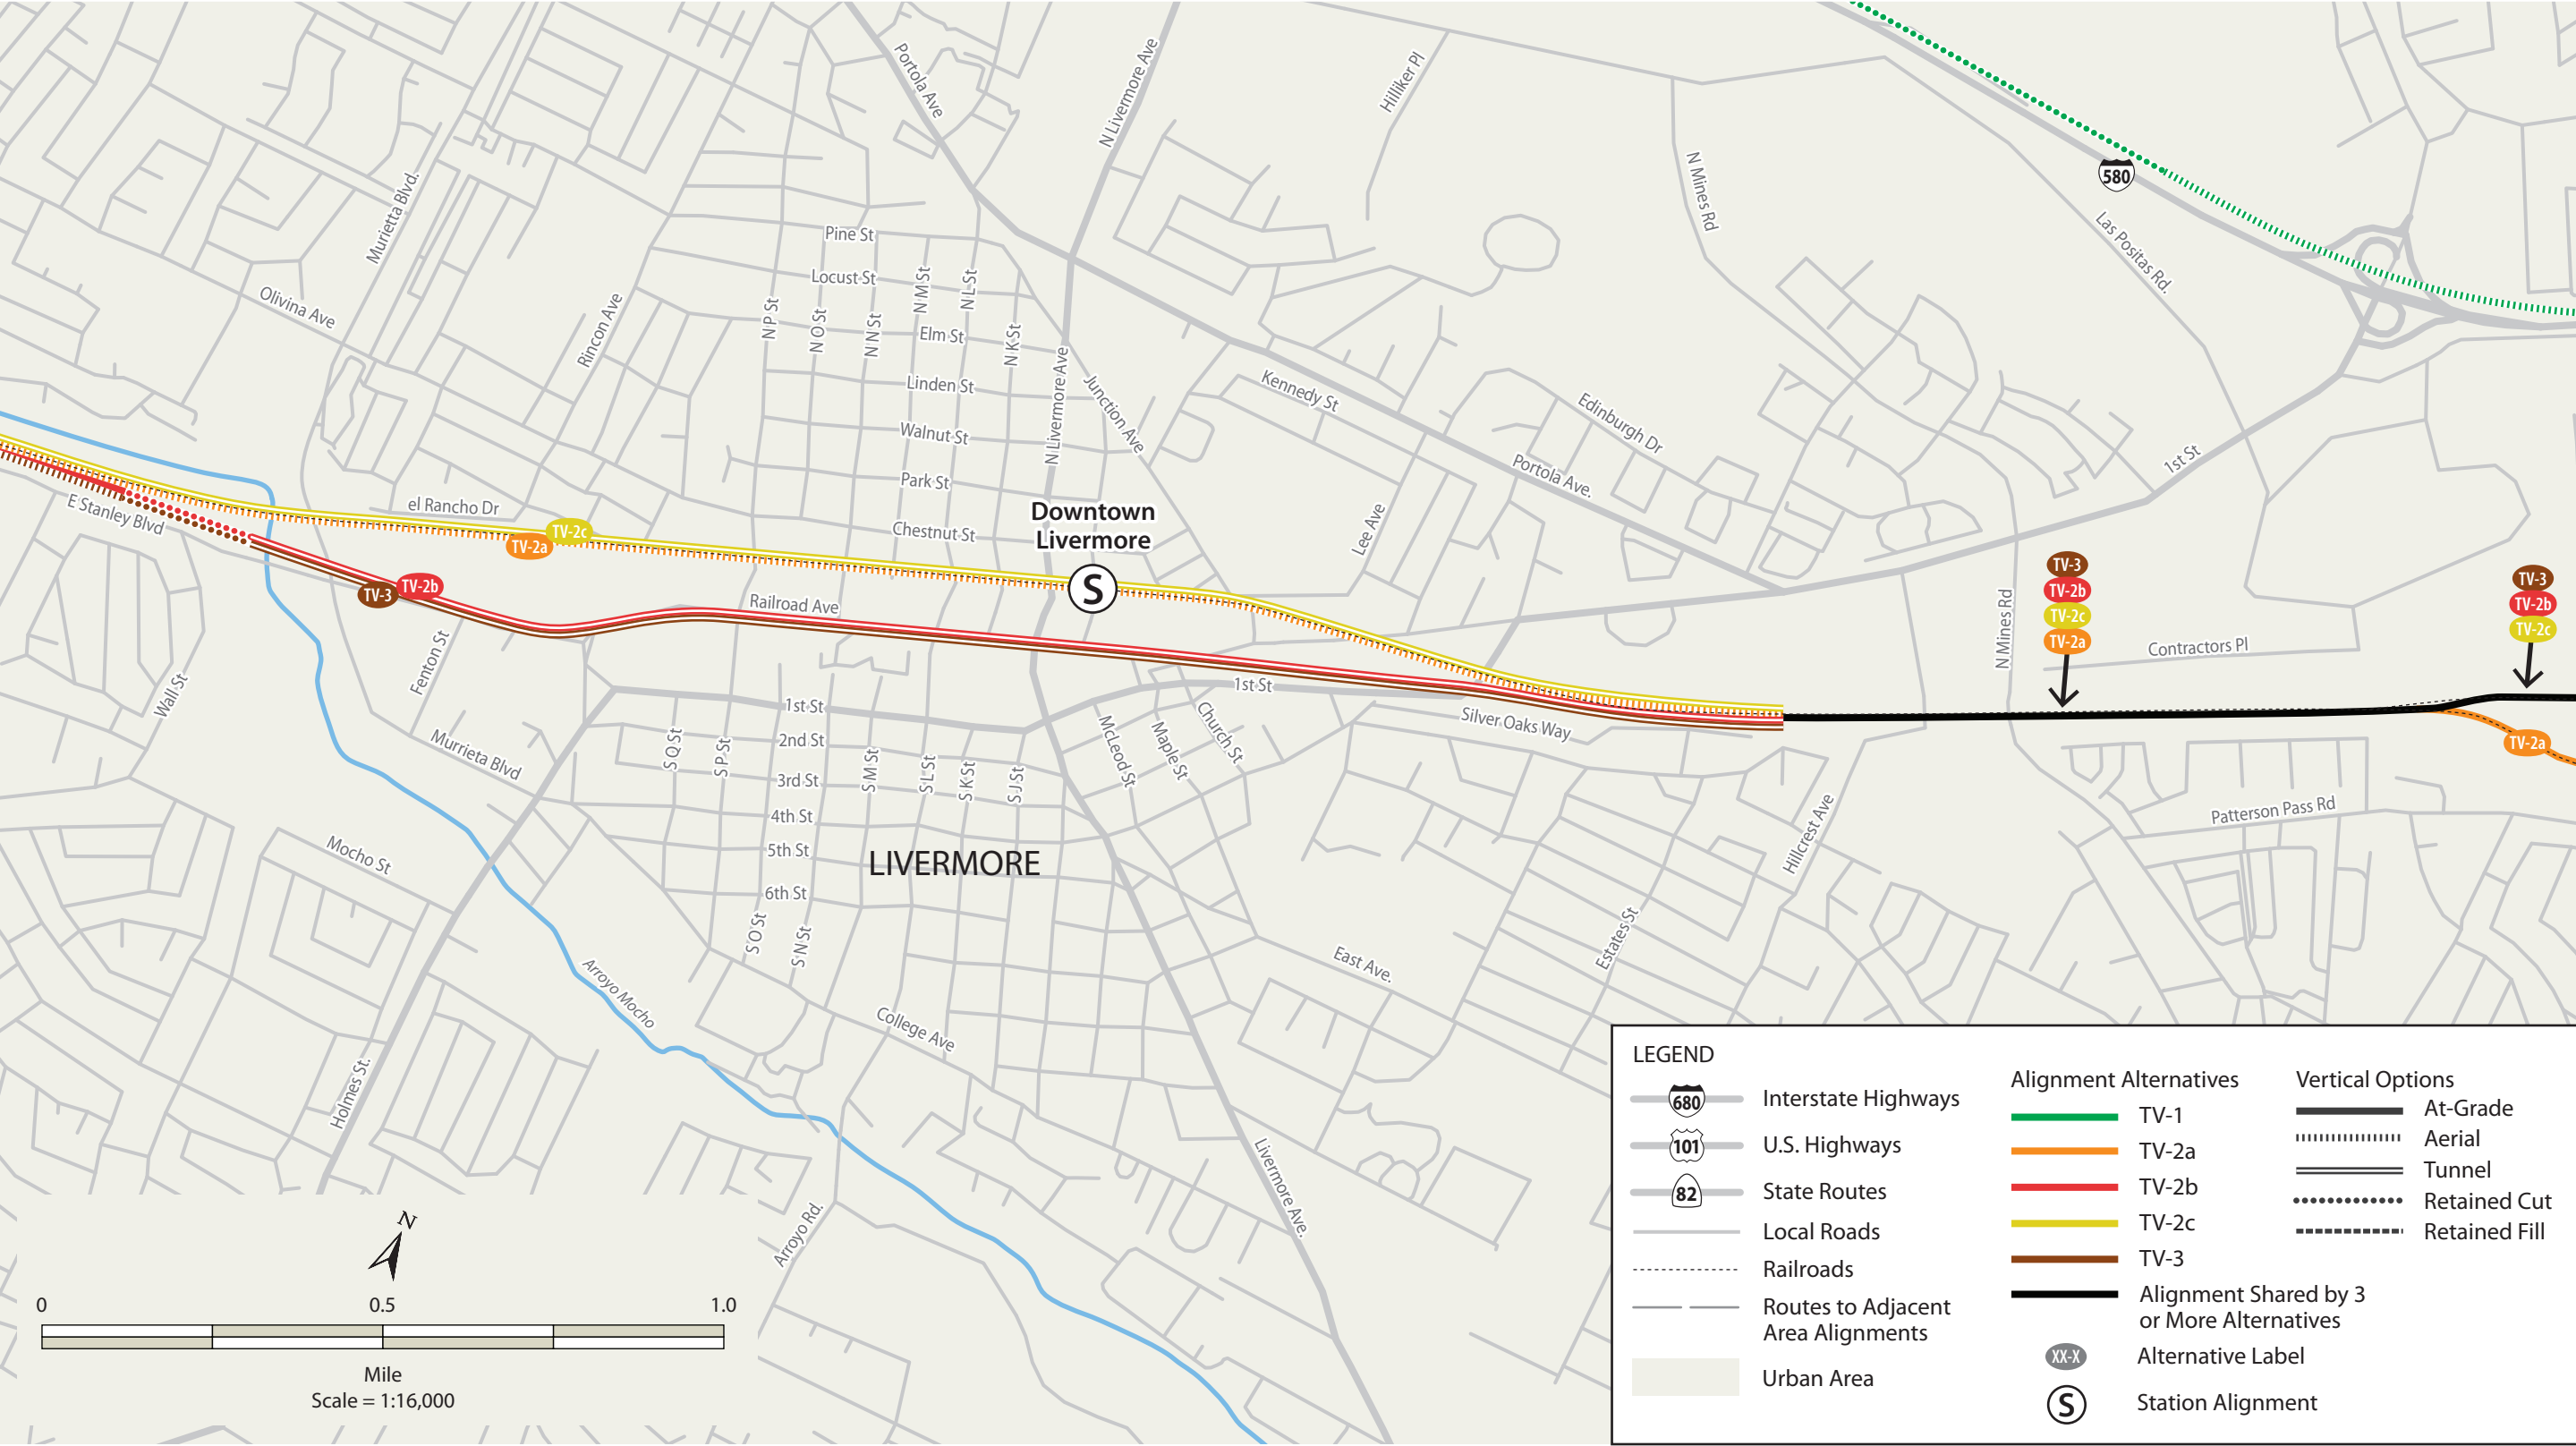 Portola Ave
N Livermore Ave
Hilliker Pl
N Mines Rd
580
Las Positas Rd.
Murietta Blvd.
Pine St
Locust St
N M St
N L St
Olivina Ave
Rincon Ave
N P St
N O St
N N St
Elm St
N K St
Linden St
N Livermore Ave
Junction Ave
Kennedy St
Edinburgh Dr
Walnut St
Portola Ave.
1st St
Park St
el Rancho Dr
E Stanley Blvd
Chestnut St
Downtown
Livermore
S
Lee Ave
TV-2c
TV-2a
TV-2b
TV-3
Railroad Ave
N Mines Rd
TV-3
TV-2b
TV-2c
TV-2a
TV-3
TV-2b
TV-2c
Contractors Pl
Fenton St
Wall St
1st St
1st St
Silver Oaks Way
TV-2a
Murrieta Blvd
S Q St
S P St
2nd St
3rd St
S M St
S L St
S K St
S J St
McLeod St
Maple St
Church St
4th St
5th St
6th St
LIVERMORE
Hillcrest Ave
Patterson Pass Rd
Mocho St
S O St
S N St
East Ave.
Estates St
Arroyo Mocho
College Ave
Holmes St.
Livermore Ave.
Arroyo Rd.
N
0
0.5
1.0
Mile
Scale = 1:16,000
LEGEND
680
Interstate Highways
101
U.S. Highways
82
State Routes
Local Roads
Railroads
Routes to Adjacent
Area Alignments
Urban Area
Alignment Alternatives
TV-1
TV-2a
TV-2b
TV-2c
TV-3
Alignment Shared by 3
or More Alternatives
XX-X
Alternative Label
S
Station Alignment
Vertical Options
At-Grade
Aerial
Tunnel
Retained Cut
Retained Fill